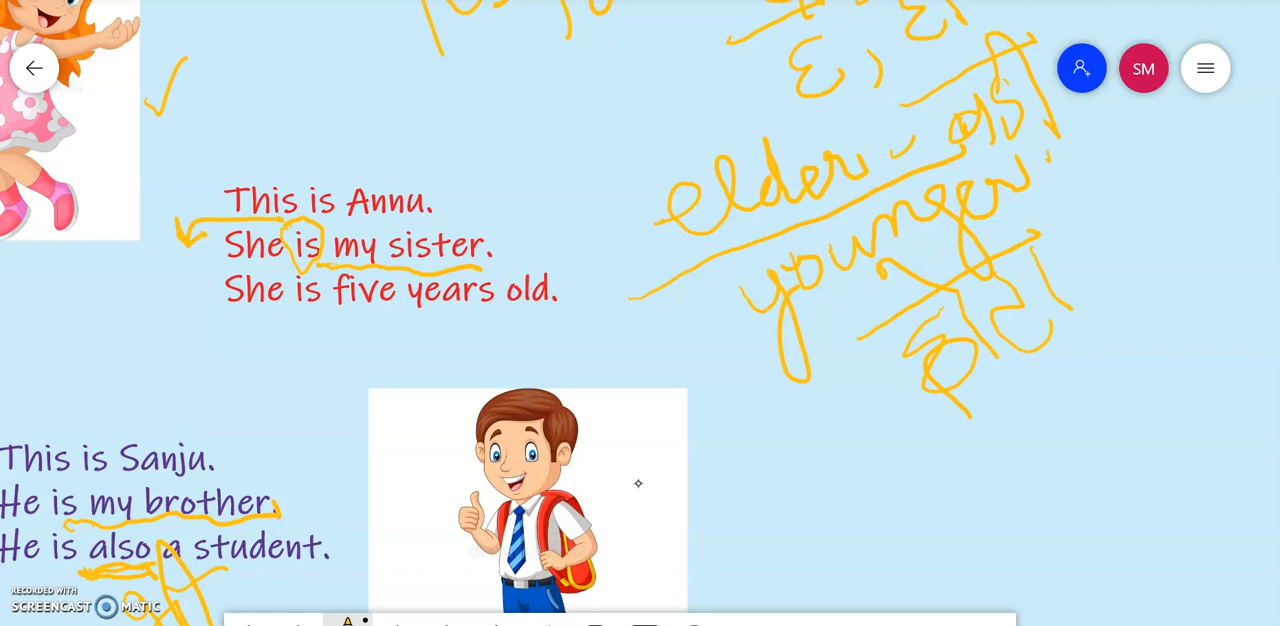 SM
This is Annu.
She is my sister.
She is five years old.
elder -
younger
This is Sanju.
He is my brother.
He is also a student.
RECORDED WITH
SCREENCAST MATIC